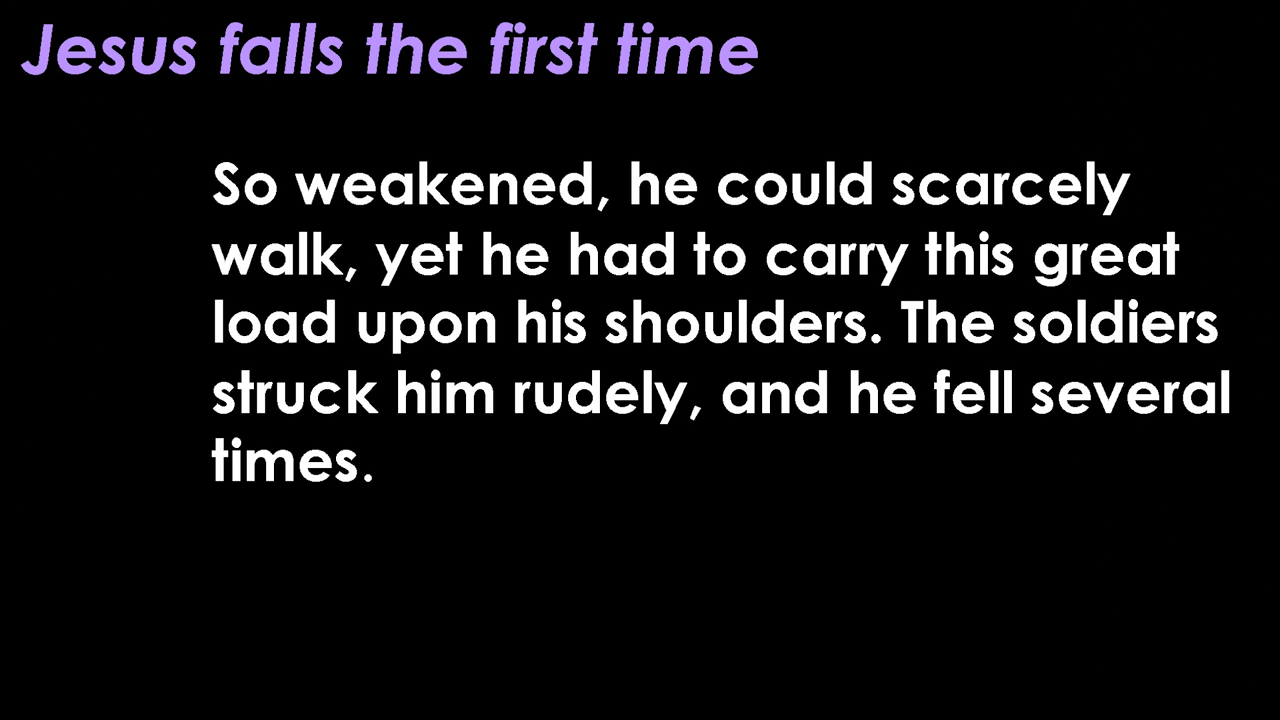 Jesus falls the first time
So weakened, he could scarcely
walk, yet he had to carry this great
load upon his shoulders. The soldiers
struck him rudely, and he fell several
times.